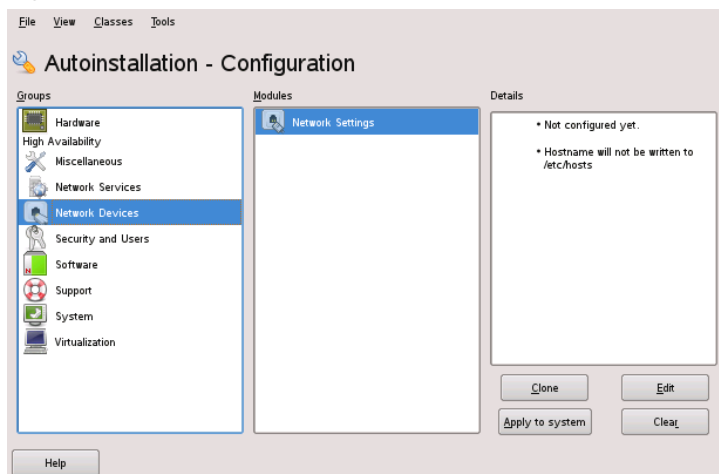 File View Classes Tools
Autoinstallation - Configuration
Groups
Hardware
High Availability
Miscellaneous
Network Services
Network Devices
Security and Users
N
Software
Support
System
Virtualization
Modules
Network Settings
Details
• Not configured yet.
• Hostname will not be written to
/etc/hosts
Clone
Edit
Apply to system
Clear
Help